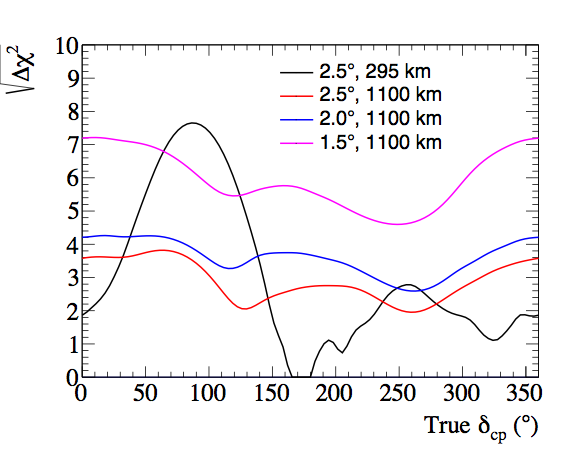 √Δχ²
10
9
8
7
6
5
4
3
2
1
0
2.5°, 295 km
2.5°, 1100 km
2.0°, 1100 km
1.5°, 1100 km
0 50 100 150 200 250 300 350
True δcp (°)